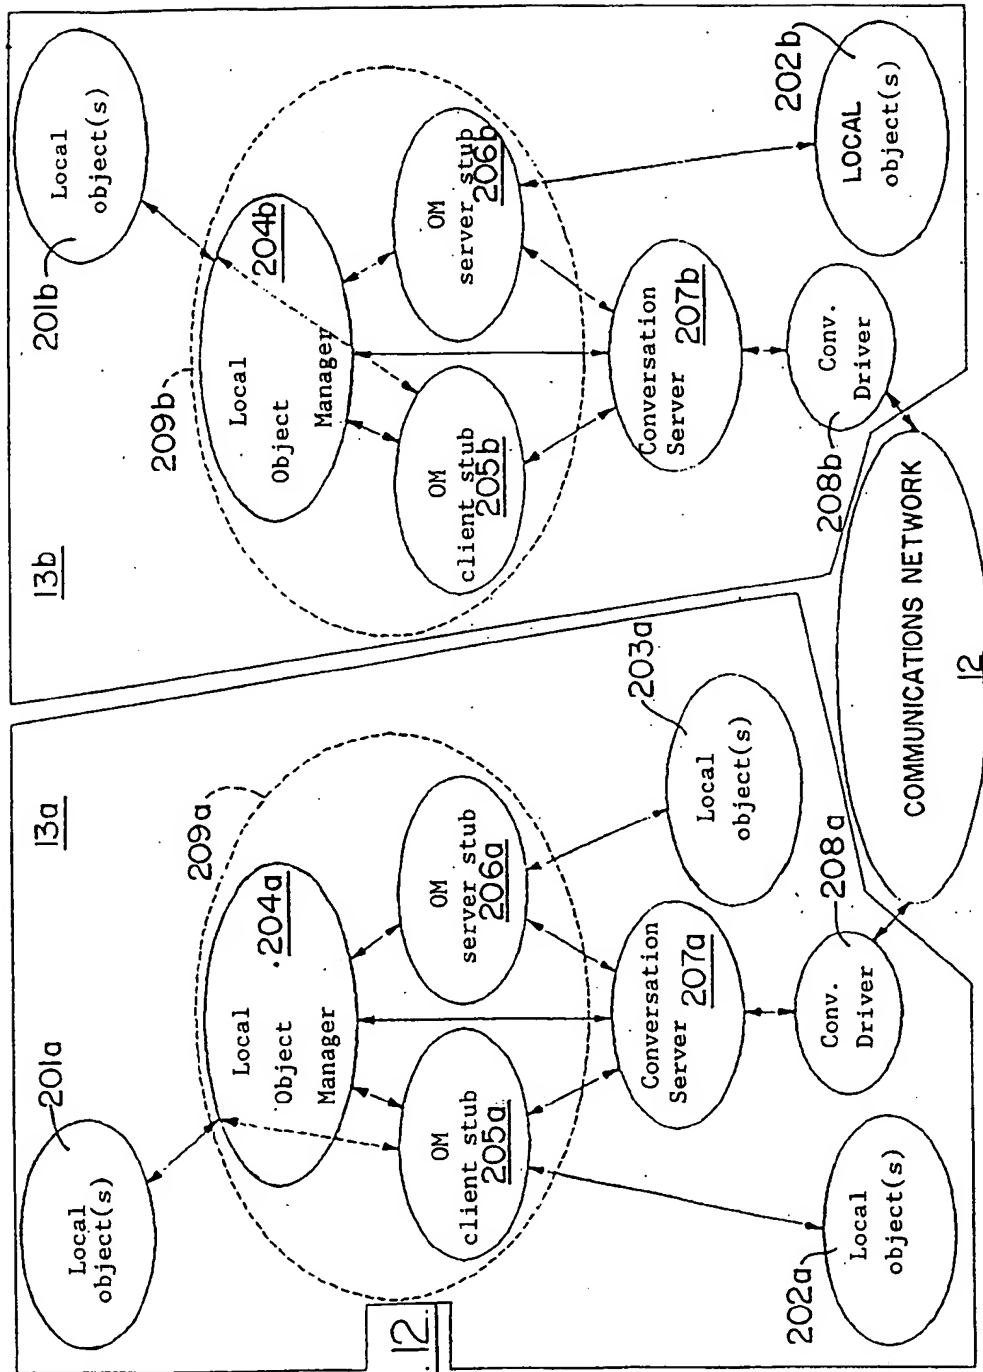 201a
Local
object(s)
13a
209a
Local
Object
Manager
204a
OM
client stub
205a
OM
server stub
206a
Conversation
Server
207a
Local
object(s)
202a
Local
object(s)
203a
Conv.
Driver
208a
12
13b
209b
201b
Local
object(s)
Local
Object
Manager
204b
OM
client stub
205b
OM
server stub
206b
Conversation
Server
207b
LOCAL
object(s)
202b
Conv.
Driver
208b
COMMUNICATIONS NETWORK
12